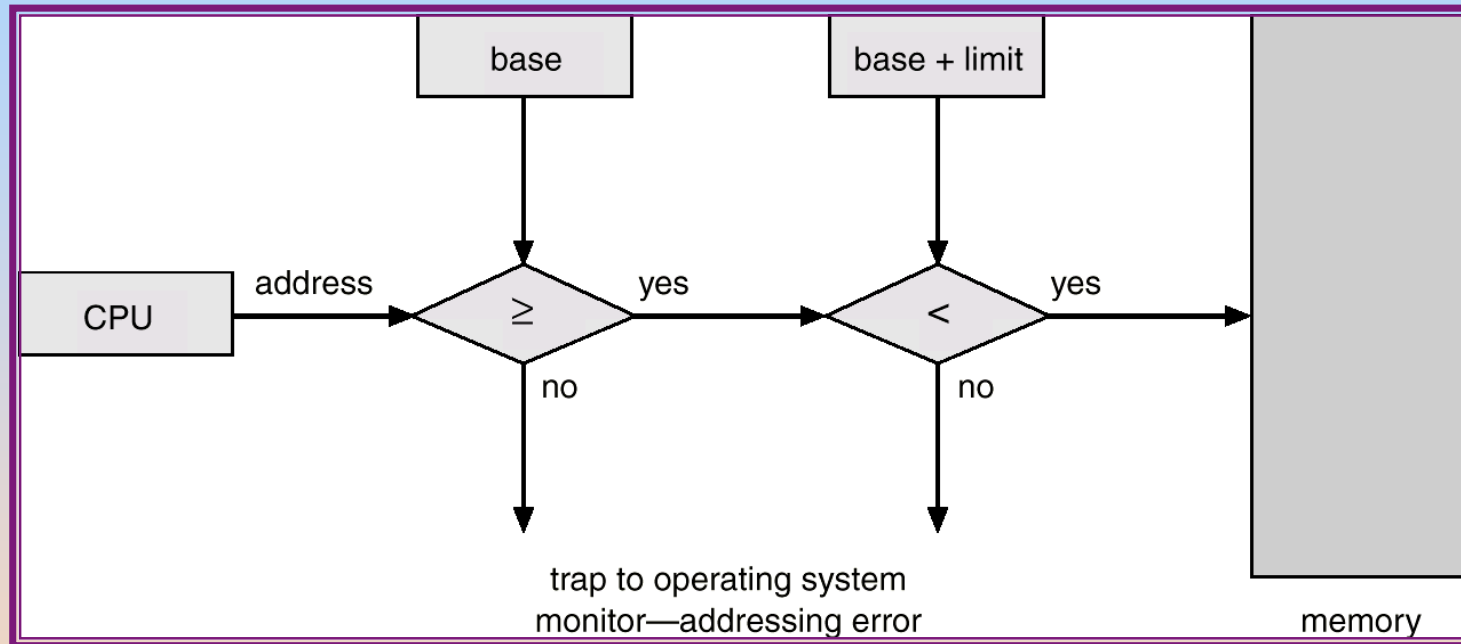 base
base + limit
CPU
address
≥
yes
<
yes
no
no
trap to operating system
monitor—addressing error
memory